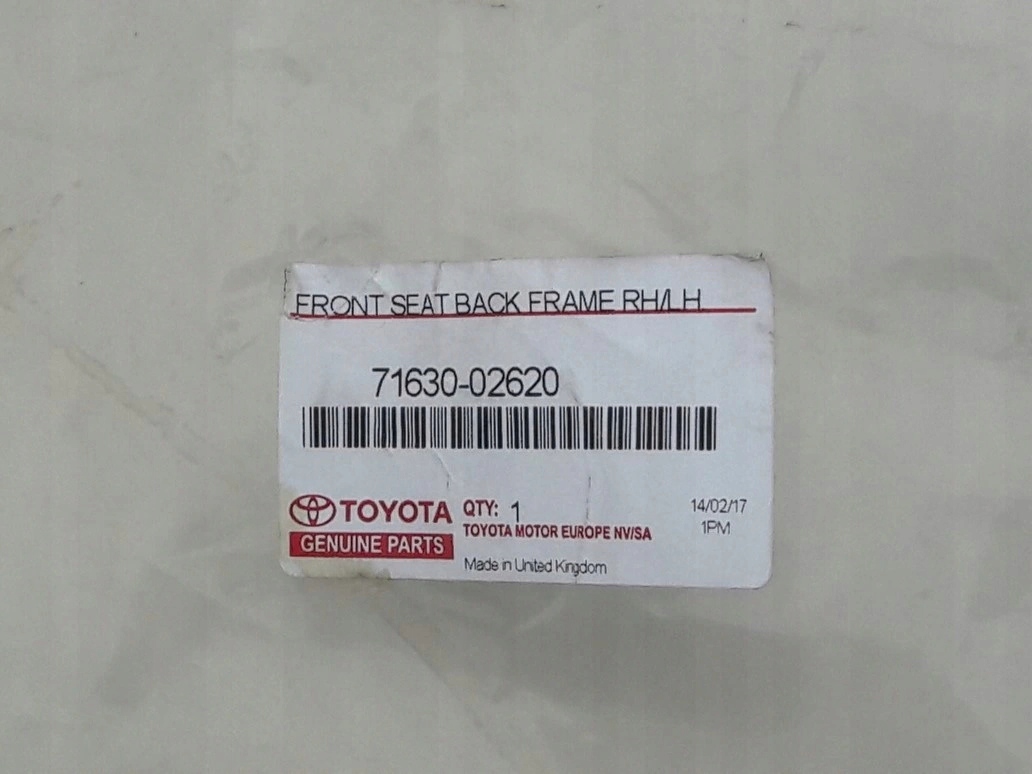 FRONT SEAT BACK FRAME RH/LH
71630-02620
TOYOTA
GENUINE PARTS
QTY: 1
TOYOTA MOTOR EUROPE NV/SA
Made in United Kingdom
14/02/17
1PM